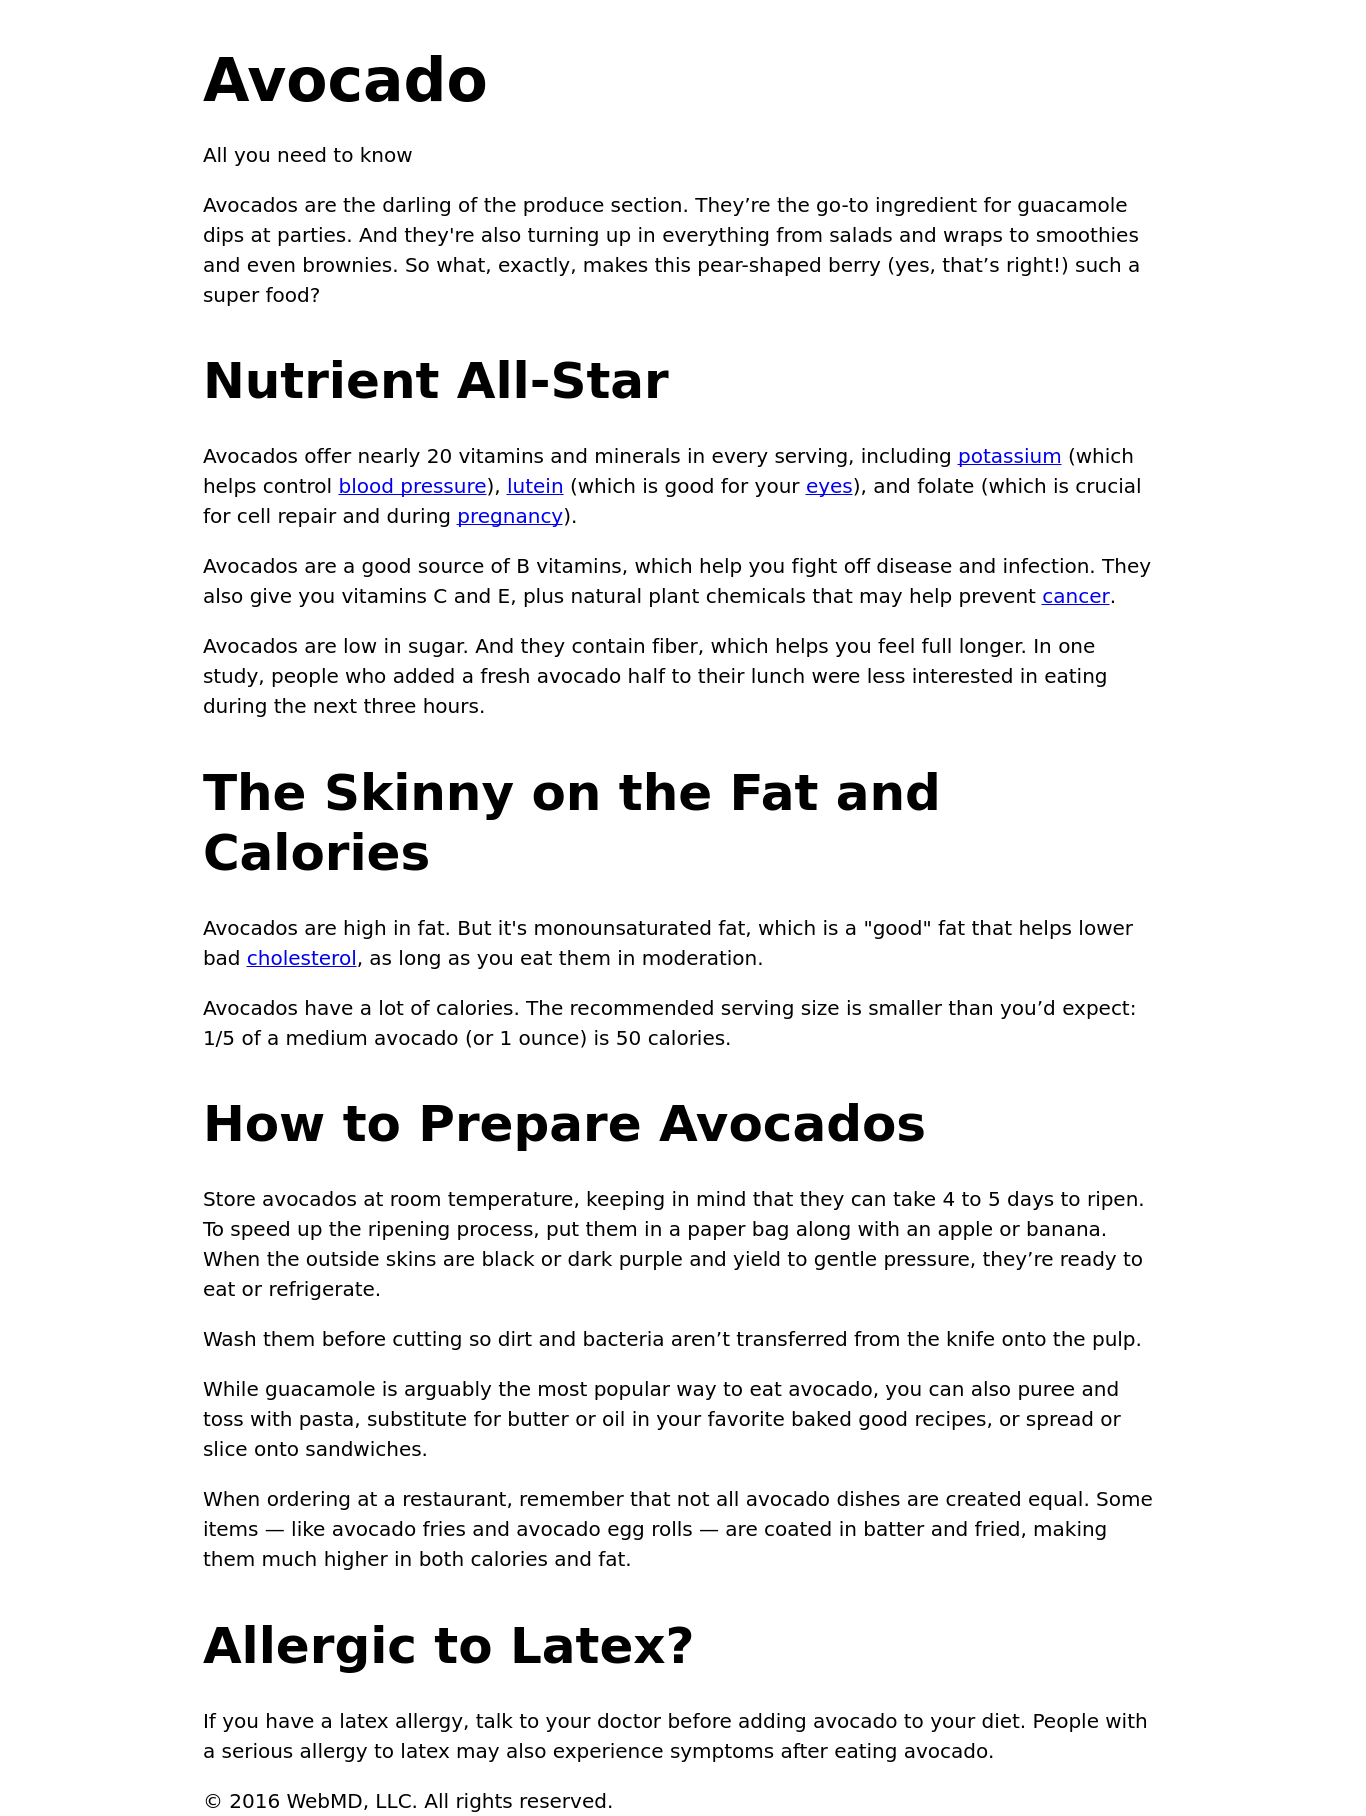 Avocado
All you need to know
Avocados are the darling of the produce section. They’re the go-to ingredient for guacamole
dips at parties. And they're also turning up in everything from salads and wraps to smoothies
and even brownies. So what, exactly, makes this pear-shaped berry (yes, that’s right!) such a
super food?
Nutrient All-Star
Avocados offer nearly 20 vitamins and minerals in every serving, including potassium (which
helps control blood pressure), lutein (which is good for your eyes), and folate (which is crucial
for cell repair and during pregnancy).
Avocados are a good source of B vitamins, which help you fight off disease and infection. They
also give you vitamins C and E, plus natural plant chemicals that may help prevent cancer.
Avocados are low in sugar. And they contain fiber, which helps you feel full longer. In one
study, people who added a fresh avocado half to their lunch were less interested in eating
during the next three hours.
The Skinny on the Fat and
Calories
Avocados are high in fat. But it's monounsaturated fat, which is a "good" fat that helps lower
bad cholesterol, as long as you eat them in moderation.
Avocados have a lot of calories. The recommended serving size is smaller than you’d expect:
1/5 of a medium avocado (or 1 ounce) is 50 calories.
How to Prepare Avocados
Store avocados at room temperature, keeping in mind that they can take 4 to 5 days to ripen.
To speed up the ripening process, put them in a paper bag along with an apple or banana.
When the outside skins are black or dark purple and yield to gentle pressure, they’re ready to
eat or refrigerate.
Wash them before cutting so dirt and bacteria aren’t transferred from the knife onto the pulp.
While guacamole is arguably the most popular way to eat avocado, you can also puree and
toss with pasta, substitute for butter or oil in your favorite baked good recipes, or spread or
slice onto sandwiches.
When ordering at a restaurant, remember that not all avocado dishes are created equal. Some
items — like avocado fries and avocado egg rolls — are coated in batter and fried, making
them much higher in both calories and fat.
Allergic to Latex?
If you have a latex allergy, talk to your doctor before adding avocado to your diet. People with
a serious allergy to latex may also experience symptoms after eating avocado.
© 2016 WebMD, LLC. All rights reserved.